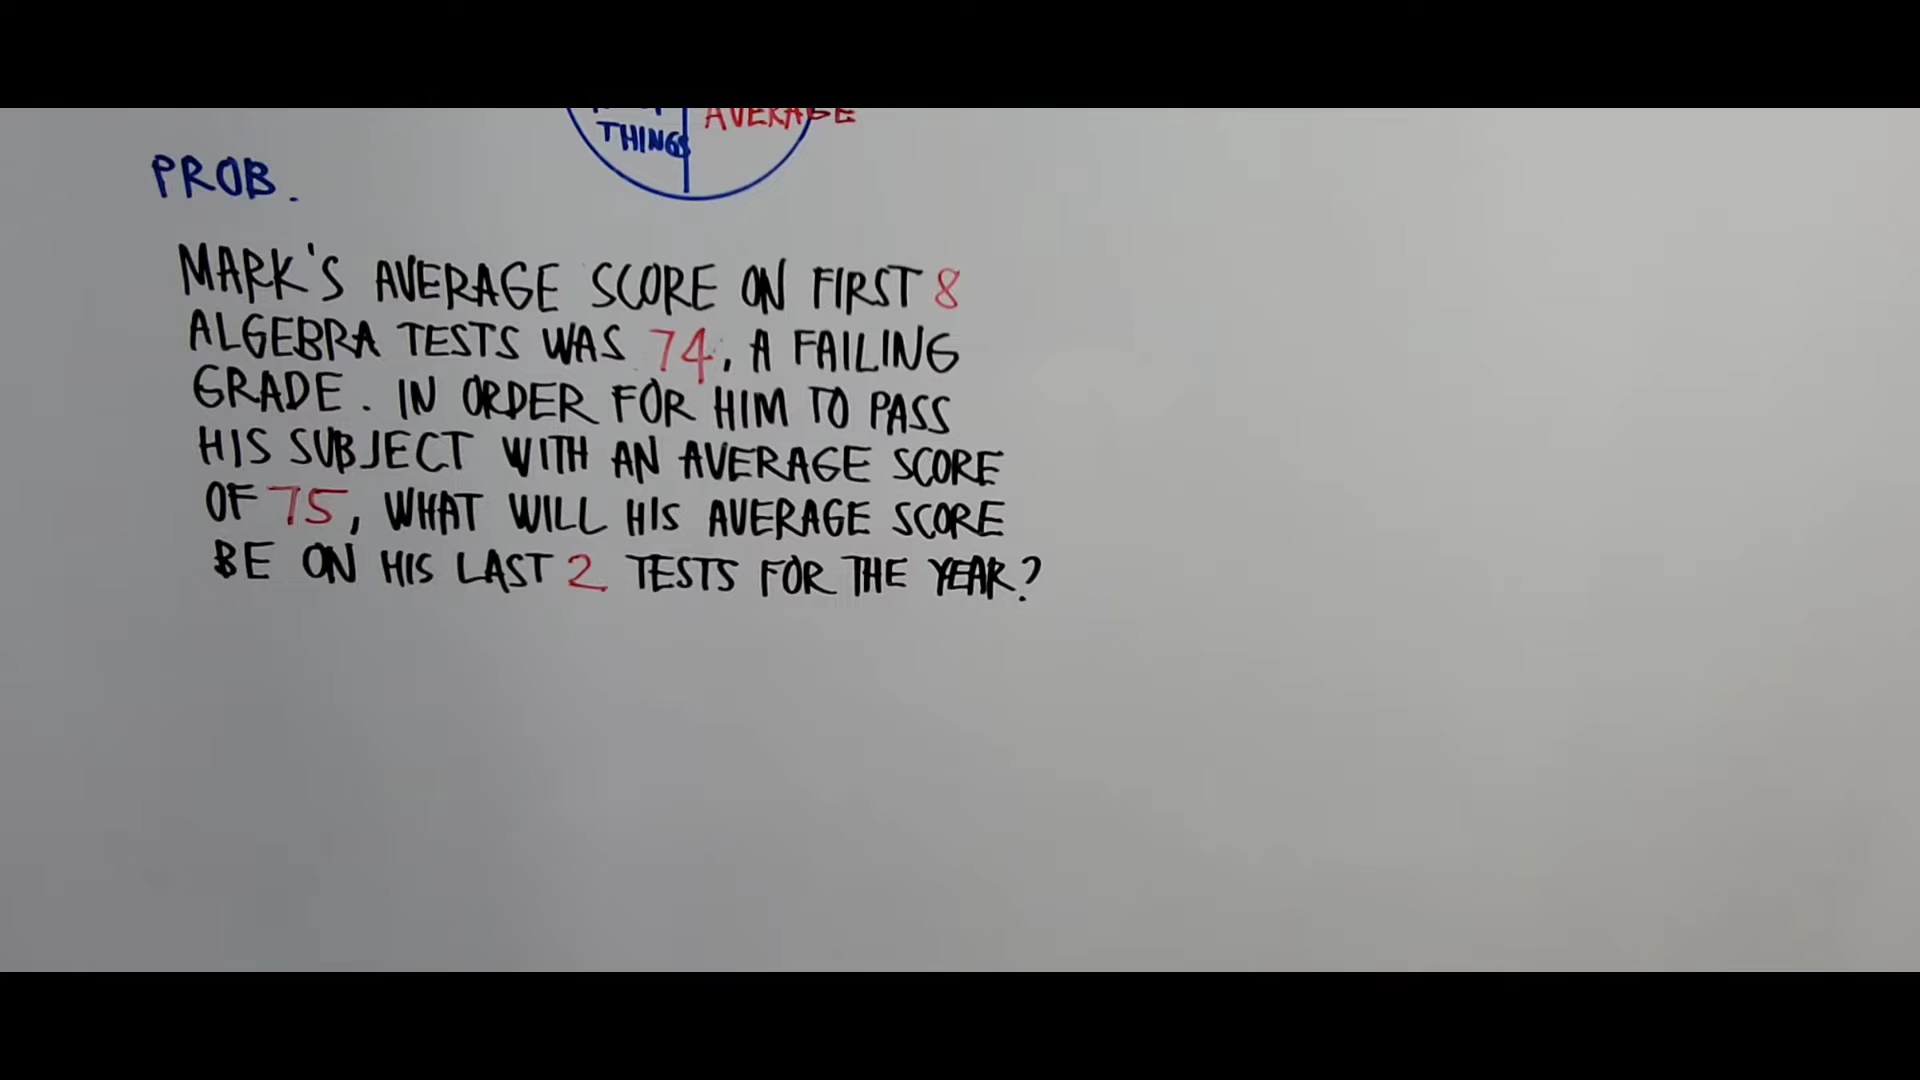 AVERAGE
THINGS
PROB.
MARK'S AVERAGE SCORE ON FIRST 8
ALGEBRA TESTS WAS 74, A FAILING
GRADE. IN ORDER FOR HIM TO PASS
HIS SUBJECT WITH AN AVERAGE SCORE
OF 75, WHAT WILL HIS AVERAGE SCORE
BE ON HIS LAST 2 TESTS FOR THE YEAR?